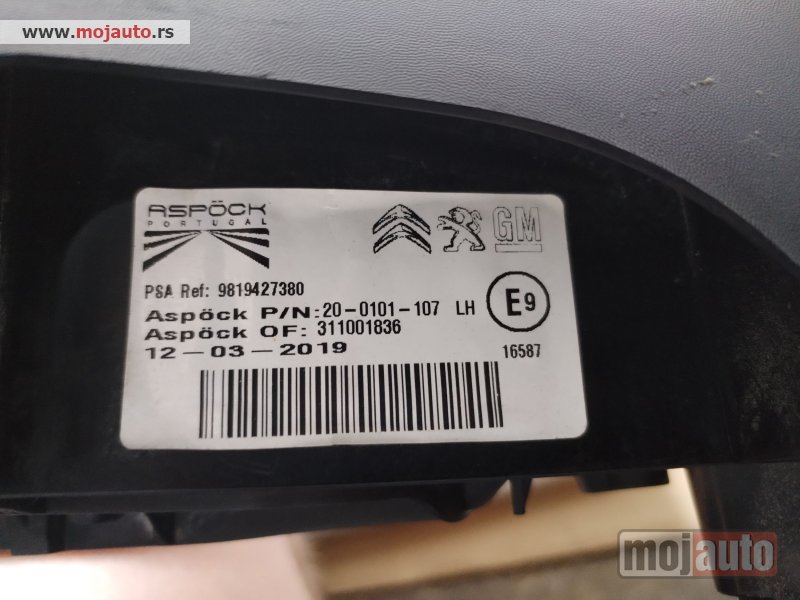 www.mojauto.rs
ASPÖCK
PORTUGAL
GM
PSA Ref: 9819427380
Aspöck P/N: 20-0101-107 LH
E9
Aspöck OF: 311001836
12-03-2019
16587
mojauto